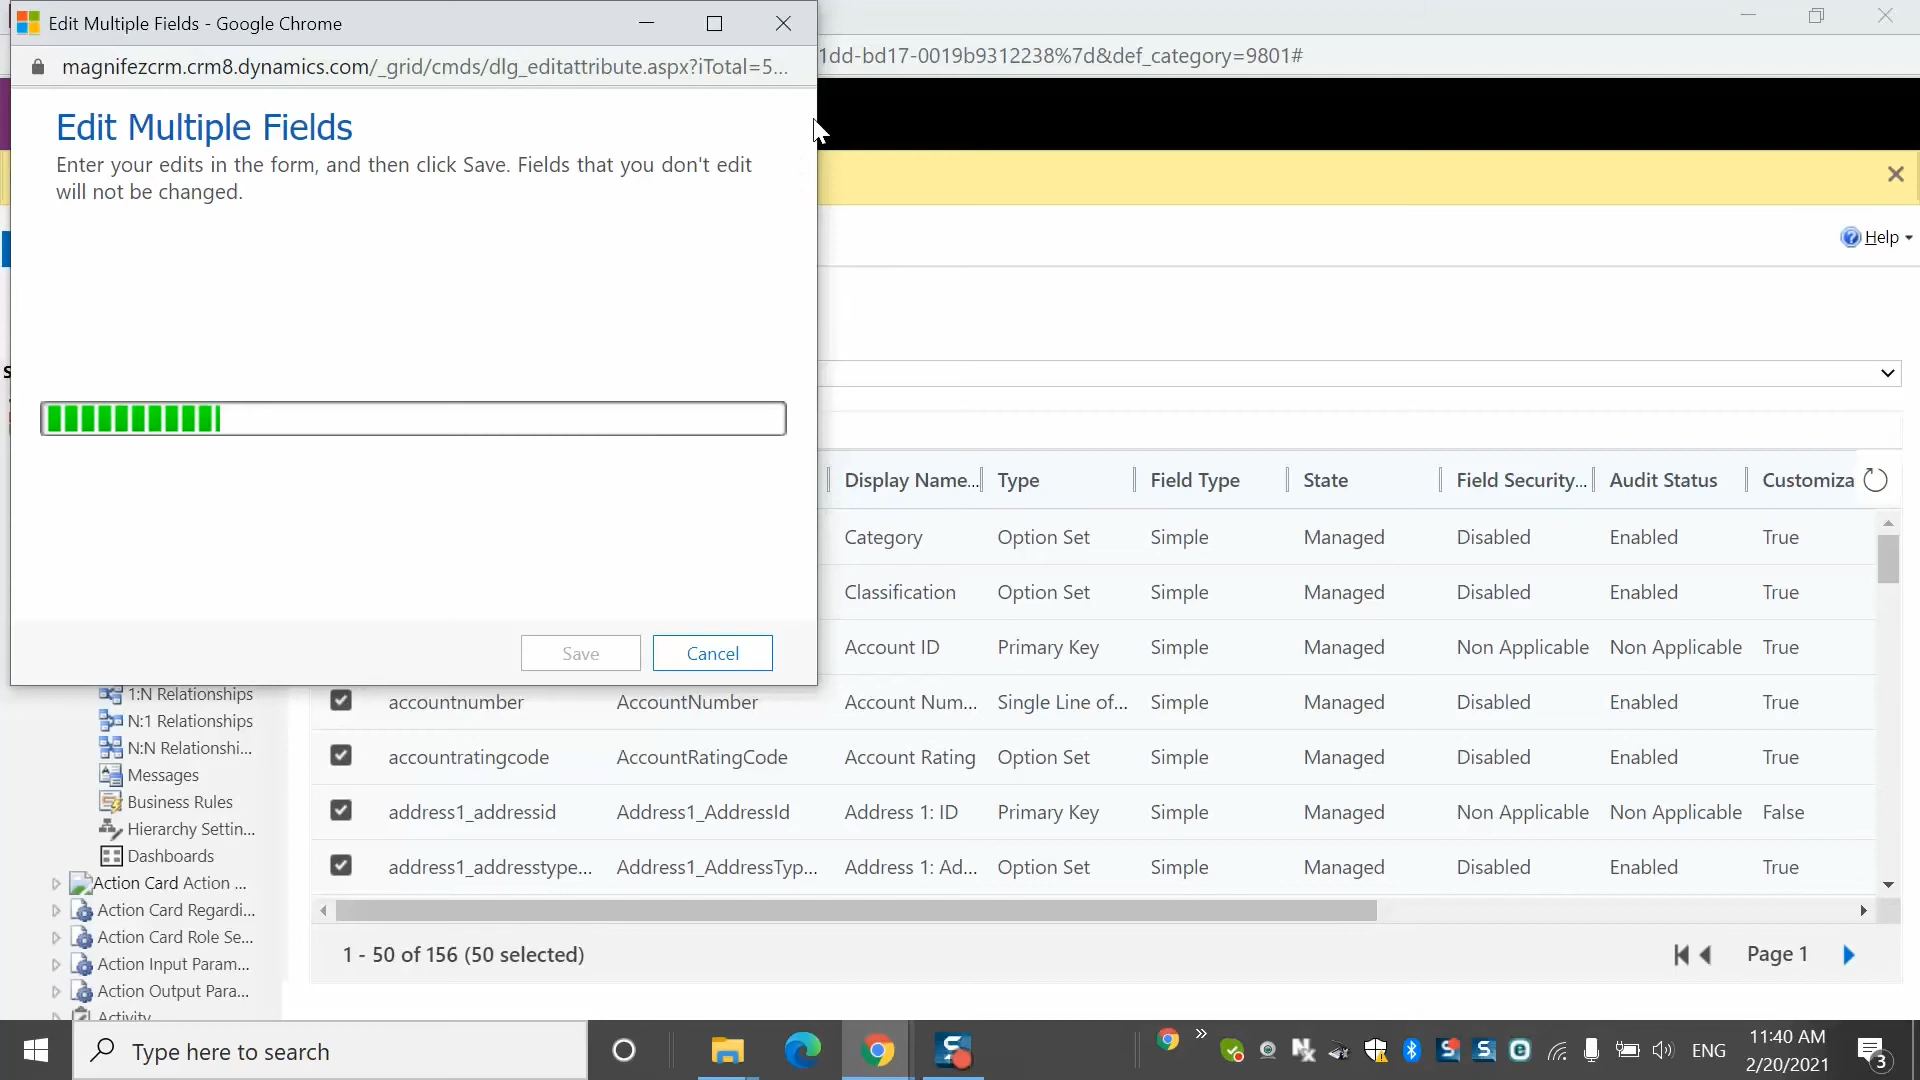 Edit Multiple Fields - Google Chrome
magnifezcrm.crm8.dynamics.com/_grid/cmds/dlg_editattribute.aspx?iTotal=5...
1dd-bd17-0019b9312238%7d&def_category=9801#
Edit Multiple Fields
Enter your edits in the form, and then click Save. Fields that you don't edit
will not be changed.
Help
Save
Cancel
Display Name... Type Field Type State Field Security... Audit Status Customiza
Category Option Set Simple Managed Disabled Enabled True
Classification Option Set Simple Managed Disabled Enabled True
Account ID Primary Key Simple Managed Non Applicable Non Applicable True
accountnumber AccountNumber Account Num... Single Line of... Simple Managed Disabled Enabled True
accountratingcode AccountRatingCode Account Rating Option Set Simple Managed Disabled Enabled True
address1_addressid Address1_AddressId Address 1: ID Primary Key Simple Managed Non Applicable Non Applicable False
address1_addresstype... Address1_AddressTyp... Address 1: Ad... Option Set Simple Managed Disabled Enabled True
1:N Relationships
N:1 Relationships
N:N Relationshi...
Messages
Business Rules
Hierarchy Settin...
Dashboards
Action Card Action ...
Action Card Regardi...
Action Card Role Se...
Action Input Param...
Action Output Para...
Activity
1 - 50 of 156 (50 selected)
Page 1
Type here to search
ENG
11:40 AM
2/20/2021
3